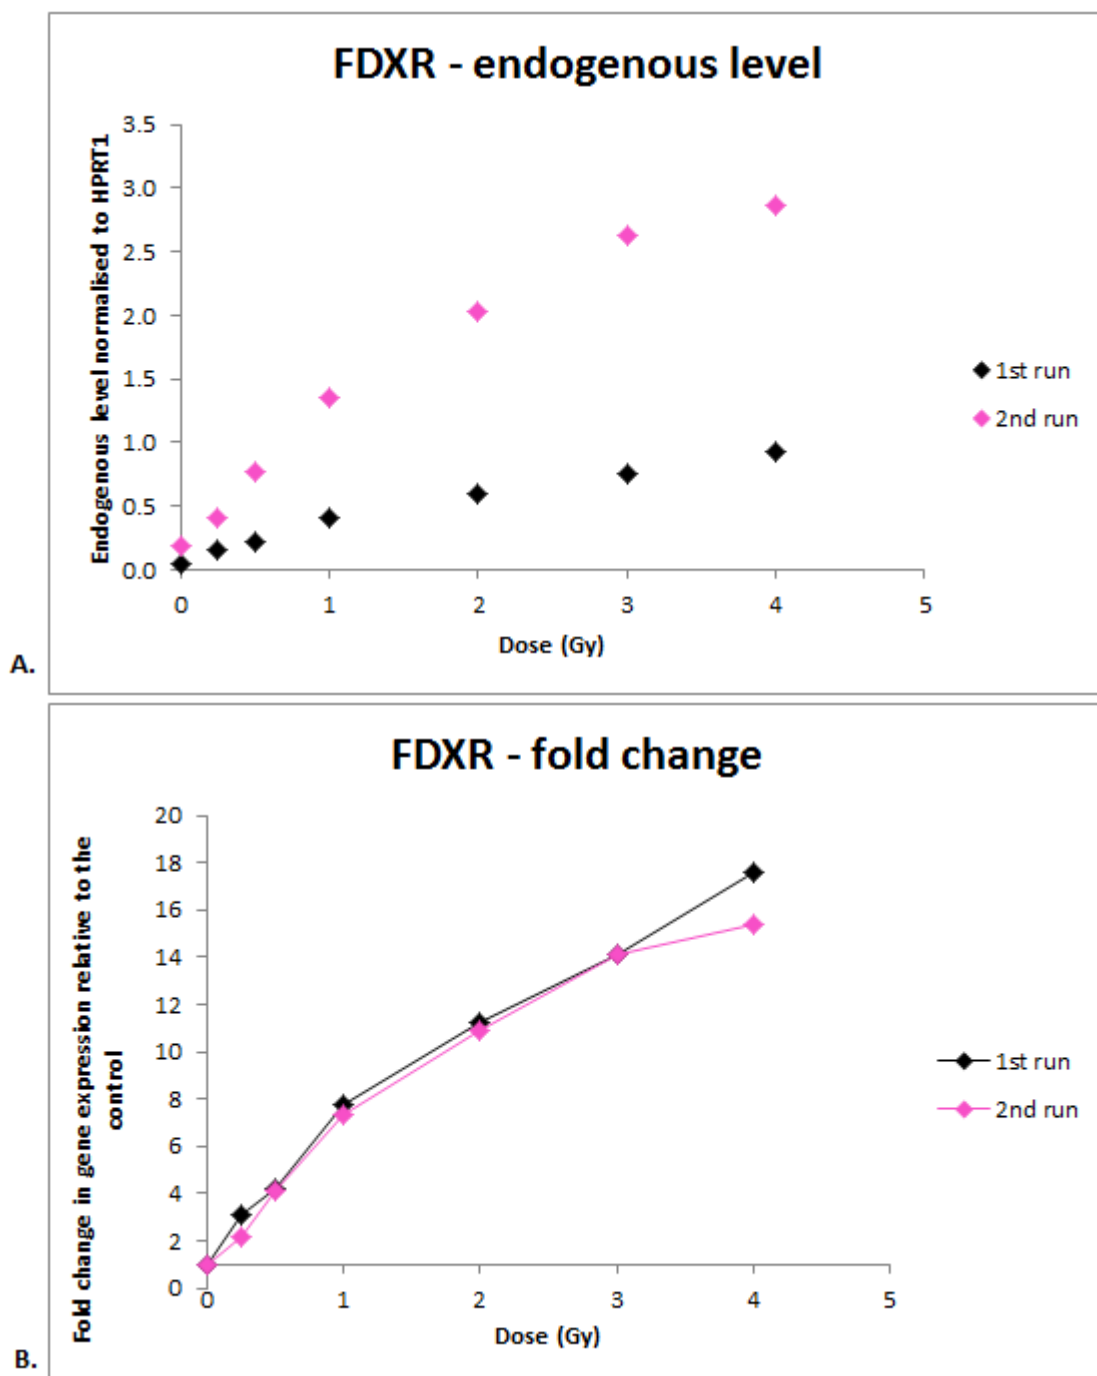 FDXR - endogenous level
Endogenous level normalised to HPRT1
3.5
3.0
2.5
2.0
1.5
1.0
0.5
0.0
0 1 2 3 4 5
Dose (Gy)
1st run
2nd run
A.
FDXR - fold change
Fold change in gene expression relative to the
control
20
18
16
14
12
10
8
6
4
2
0
0 1 2 3 4 5
Dose (Gy)
1st run
2nd run
B.